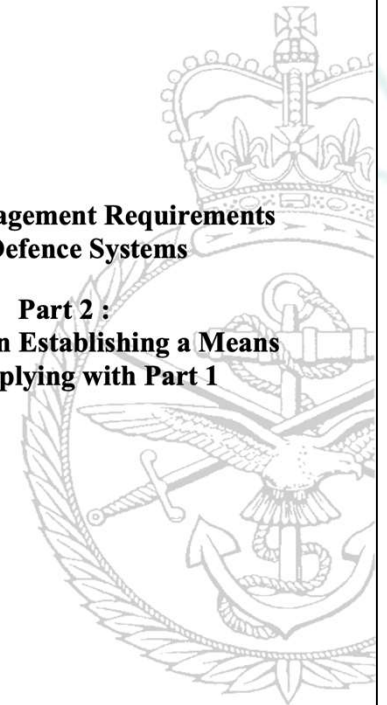 agement Requirements
Defence Systems
Part 2 :
n Establishing a Means
plying with Part 1